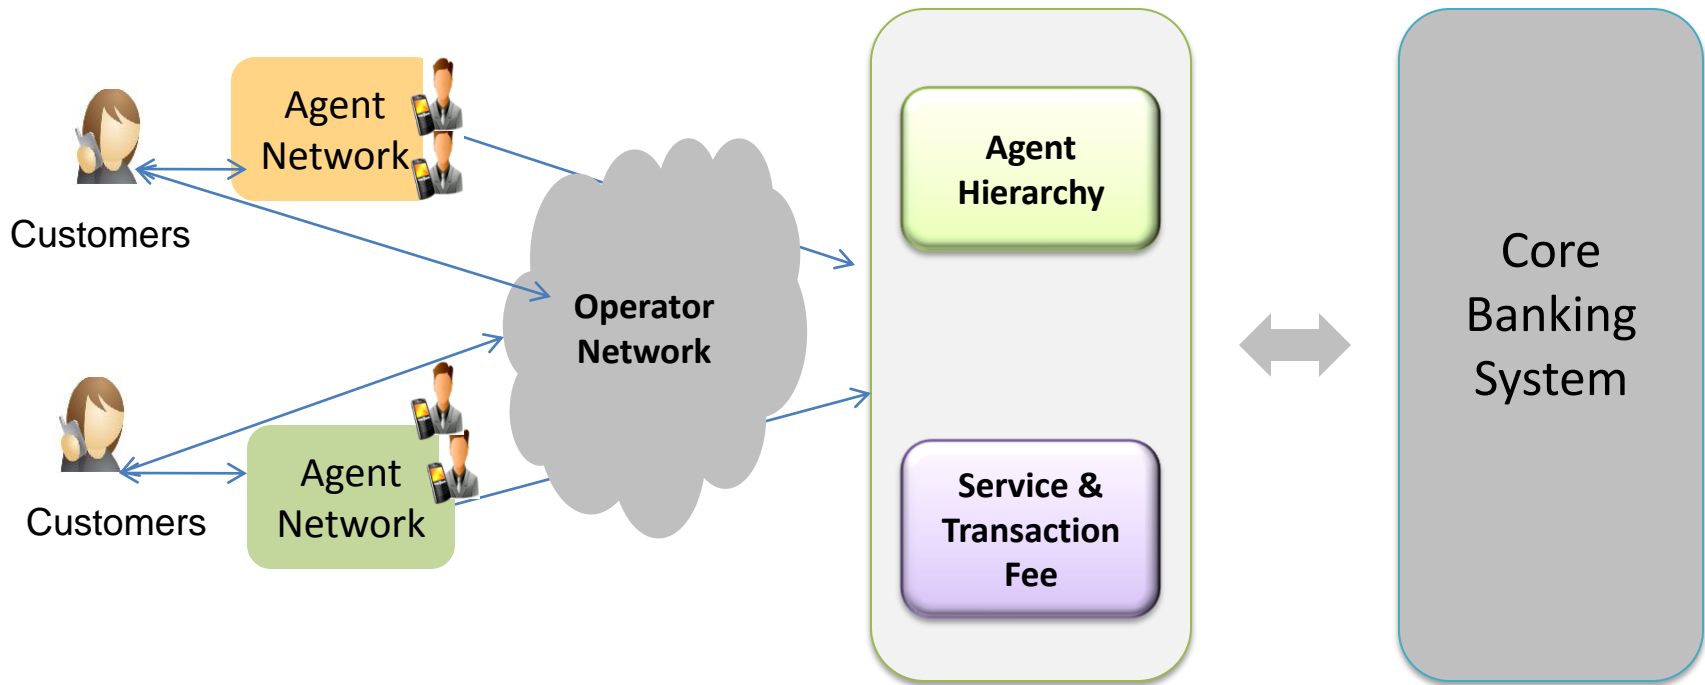 Agent
Network
Customers
Agent
Network
Customers
Operator
Network
Agent
Hierarchy
Service &
Transaction
Fee
Core
Banking
System